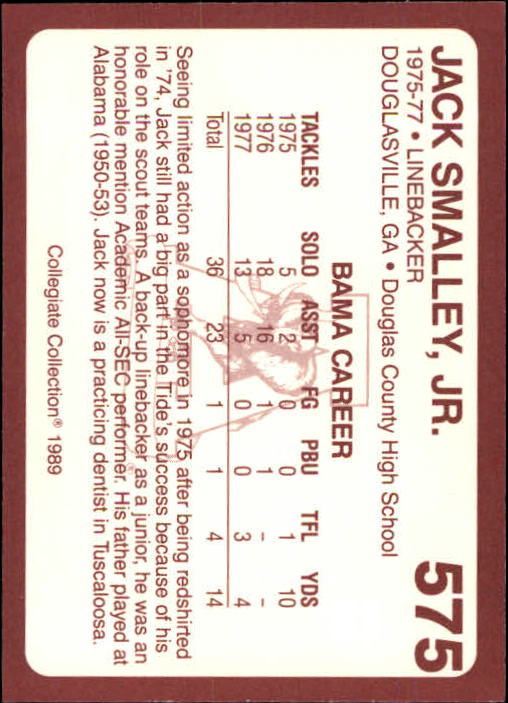 JACK SMALLEY, JR. 575
1975-77 • LINEBACKER
DOUGLASVILLE, GA • Douglas County High School
BAMA CAREER
TACKLES SOLO ASST FG PBU TFL YDS
1975 5 2 0 0 1 10
1976 18 16 1 1 - -
1977 13 5 0 0 3 4
Total 36 23 1 1 4 14
Seeing limited action as a sophomore in 1975 after being redshirted
in '74, Jack still had a big part in the Tide's success because of his
role on the scout teams. A back-up linebacker as a junior, he was an
honorable mention Academic All-SEC performer. His father played at
Alabama (1950-53). Jack now is a practicing dentist in Tuscaloosa.
Collegiate Collection® 1989